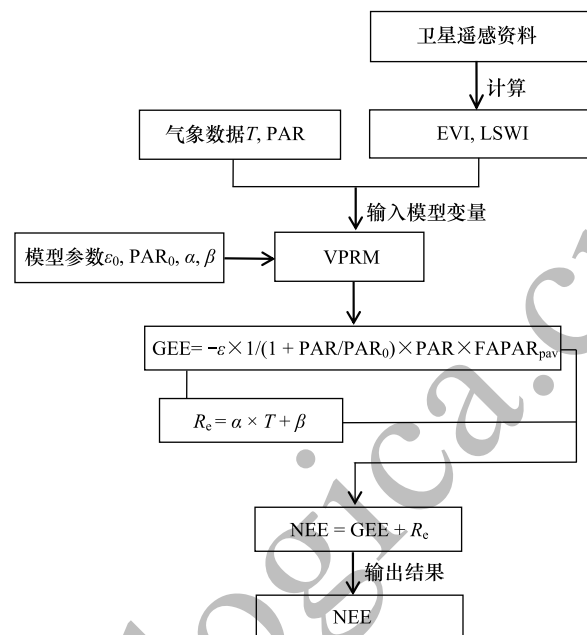 卫星遥感资料
计算
气象数据T, PAR
EVI, LSWI
输入模型变量
模型参数ε₀, PAR₀, α, β
VPRM
GEE= −ε×1/(1 + PAR/PAR₀)×PAR×FAPARpav
Rₑ = α × T + β
NEE = GEE + Rₑ
输出结果
NEE
logica.c